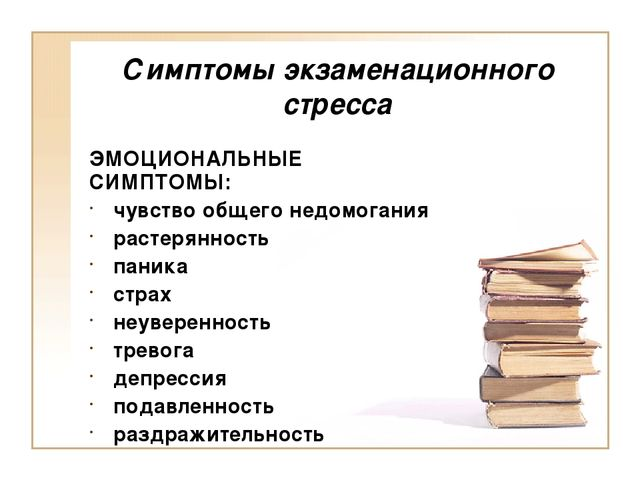 Симптомы экзаменационного
стресса
ЭМОЦИОНАЛЬНЫЕ
СИМПТОМЫ:
· чувство общего недомогания
· растерянность
· паника
· страх
· неуверенность
· тревога
· депрессия
· подавленность
· раздражительность